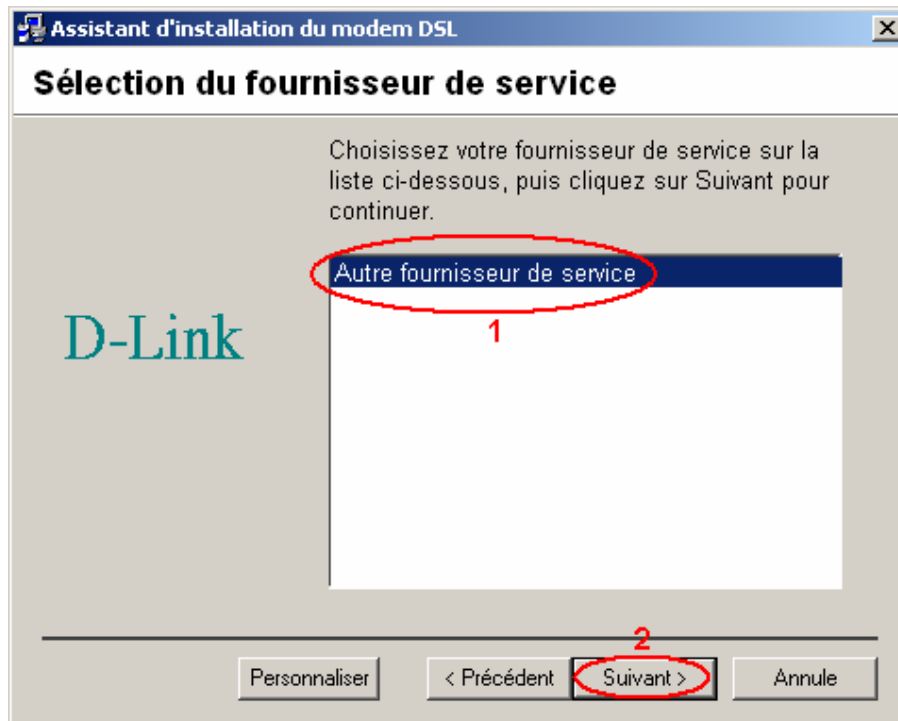 Assistant d'installation du modem DSL
Sélection du fournisseur de service
Choisissez votre fournisseur de service sur la
liste ci-dessous, puis cliquez sur Suivant pour
continuer.
Autre fournisseur de service
1
D-Link
2
Personnaliser
< Précédent
Suivant >
Annule